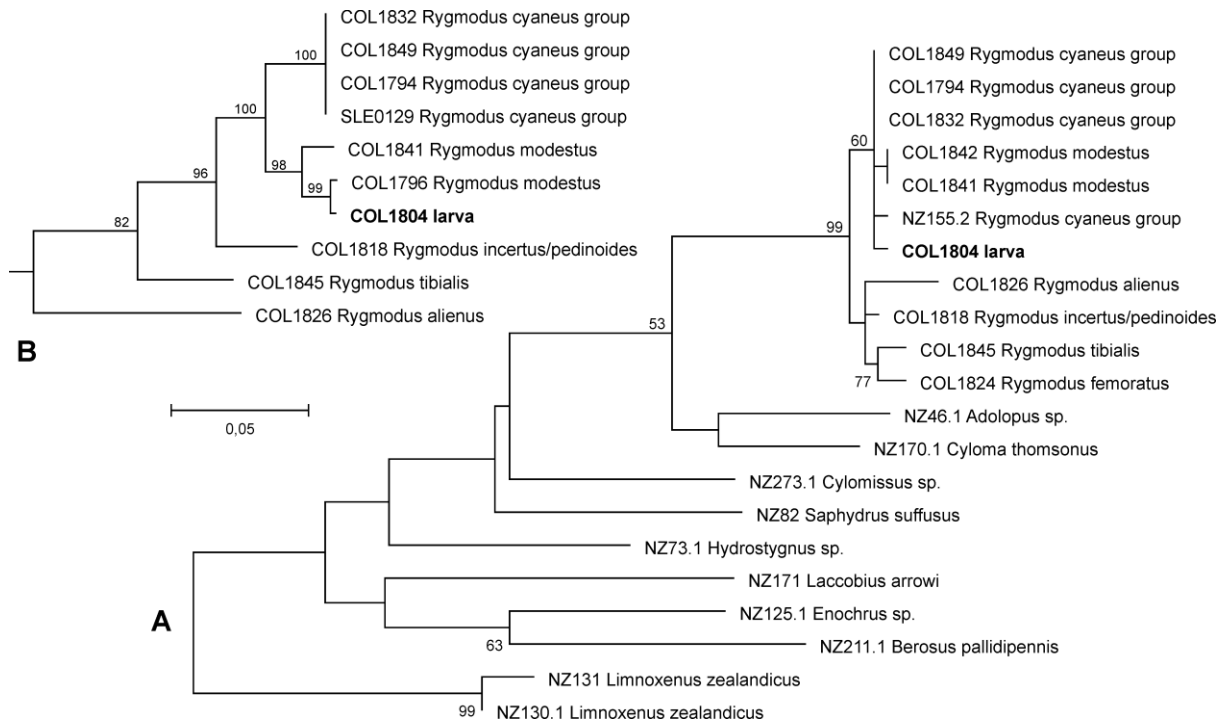 COL1832 Rygmodus cyaneus group
COL1849 Rygmodus cyaneus group
100
COL1794 Rygmodus cyaneus group
SLE0129 Rygmodus cyaneus group
100
COL1841 Rygmodus modestus
98
COL1796 Rygmodus modestus
99
COL1804 larva
96
COL1818 Rygmodus incertus/pedinoides
82
COL1845 Rygmodus tibialis
COL1826 Rygmodus alienus
B
0,05
COL1849 Rygmodus cyaneus group
COL1794 Rygmodus cyaneus group
COL1832 Rygmodus cyaneus group
60
COL1842 Rygmodus modestus
COL1841 Rygmodus modestus
NZ155.2 Rygmodus cyaneus group
99
COL1804 larva
COL1826 Rygmodus alienus
COL1818 Rygmodus incertus/pedinoides
53
COL1845 Rygmodus tibialis
77
COL1824 Rygmodus femoratus
NZ46.1 Adolopus sp.
NZ170.1 Cyloma thomsonus
NZ273.1 Cylomissus sp.
NZ82 Saphydrus suffusus
NZ73.1 Hydrostygnus sp.
NZ171 Laccobius arrowi
A
NZ125.1 Enochrus sp.
63
NZ211.1 Berosus pallidipennis
NZ131 Limnoxenus zealandicus
99
NZ130.1 Limnoxenus zealandicus